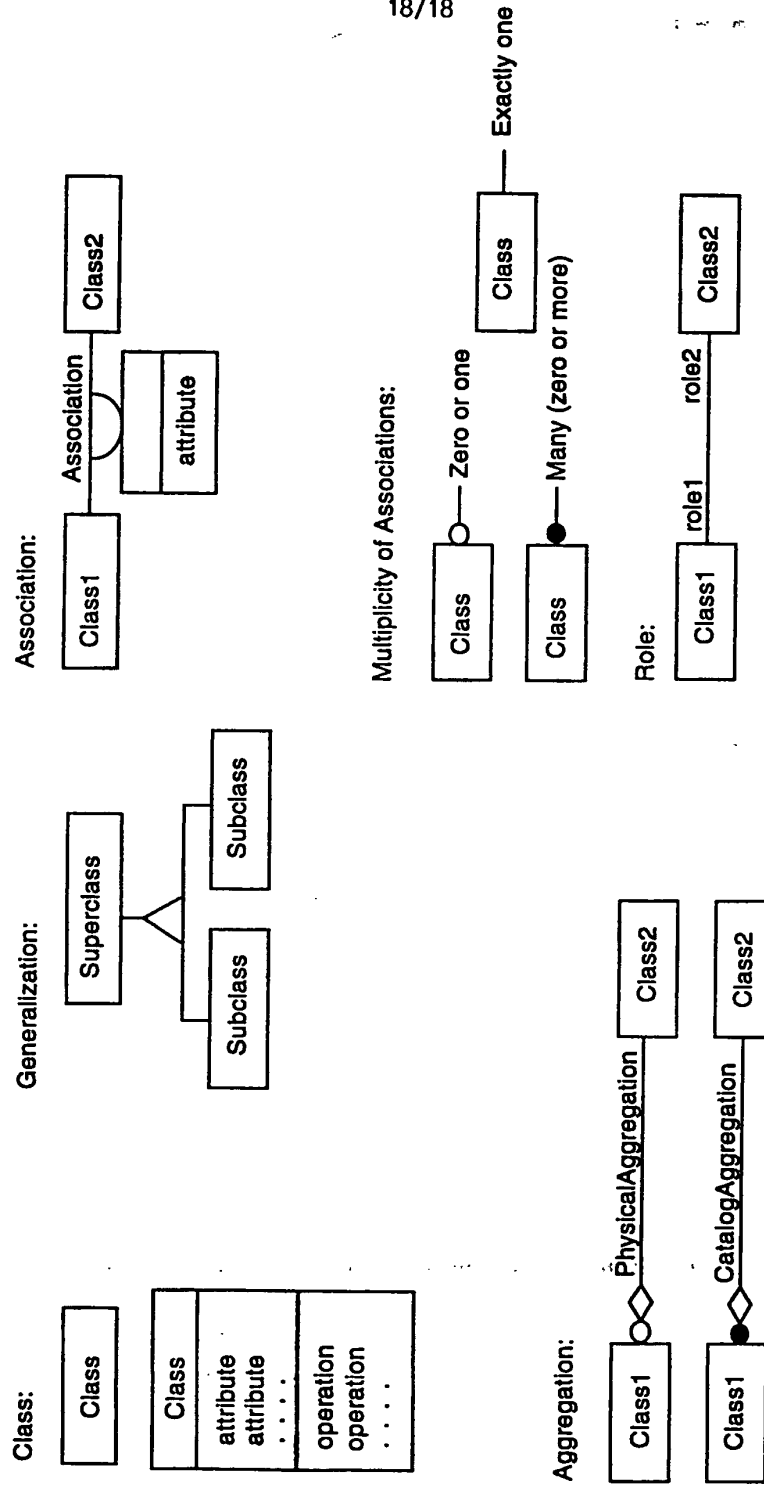 18/18
Class:
Class
Class
attribute
attribute
. . . .
operation
operation
. . . .
Generalization:
Superclass
Subclass
Subclass
Association:
Class1
Association
Class2
attribute
Aggregation:
Class1
PhysicalAggregation
Class2
Class1
CatalogAggregation
Class2
Multiplicity of Associations:
Class
Zero or one
Class
Exactly one
Class
Many (zero or more)
Role:
Class1
role1
role2
Class2